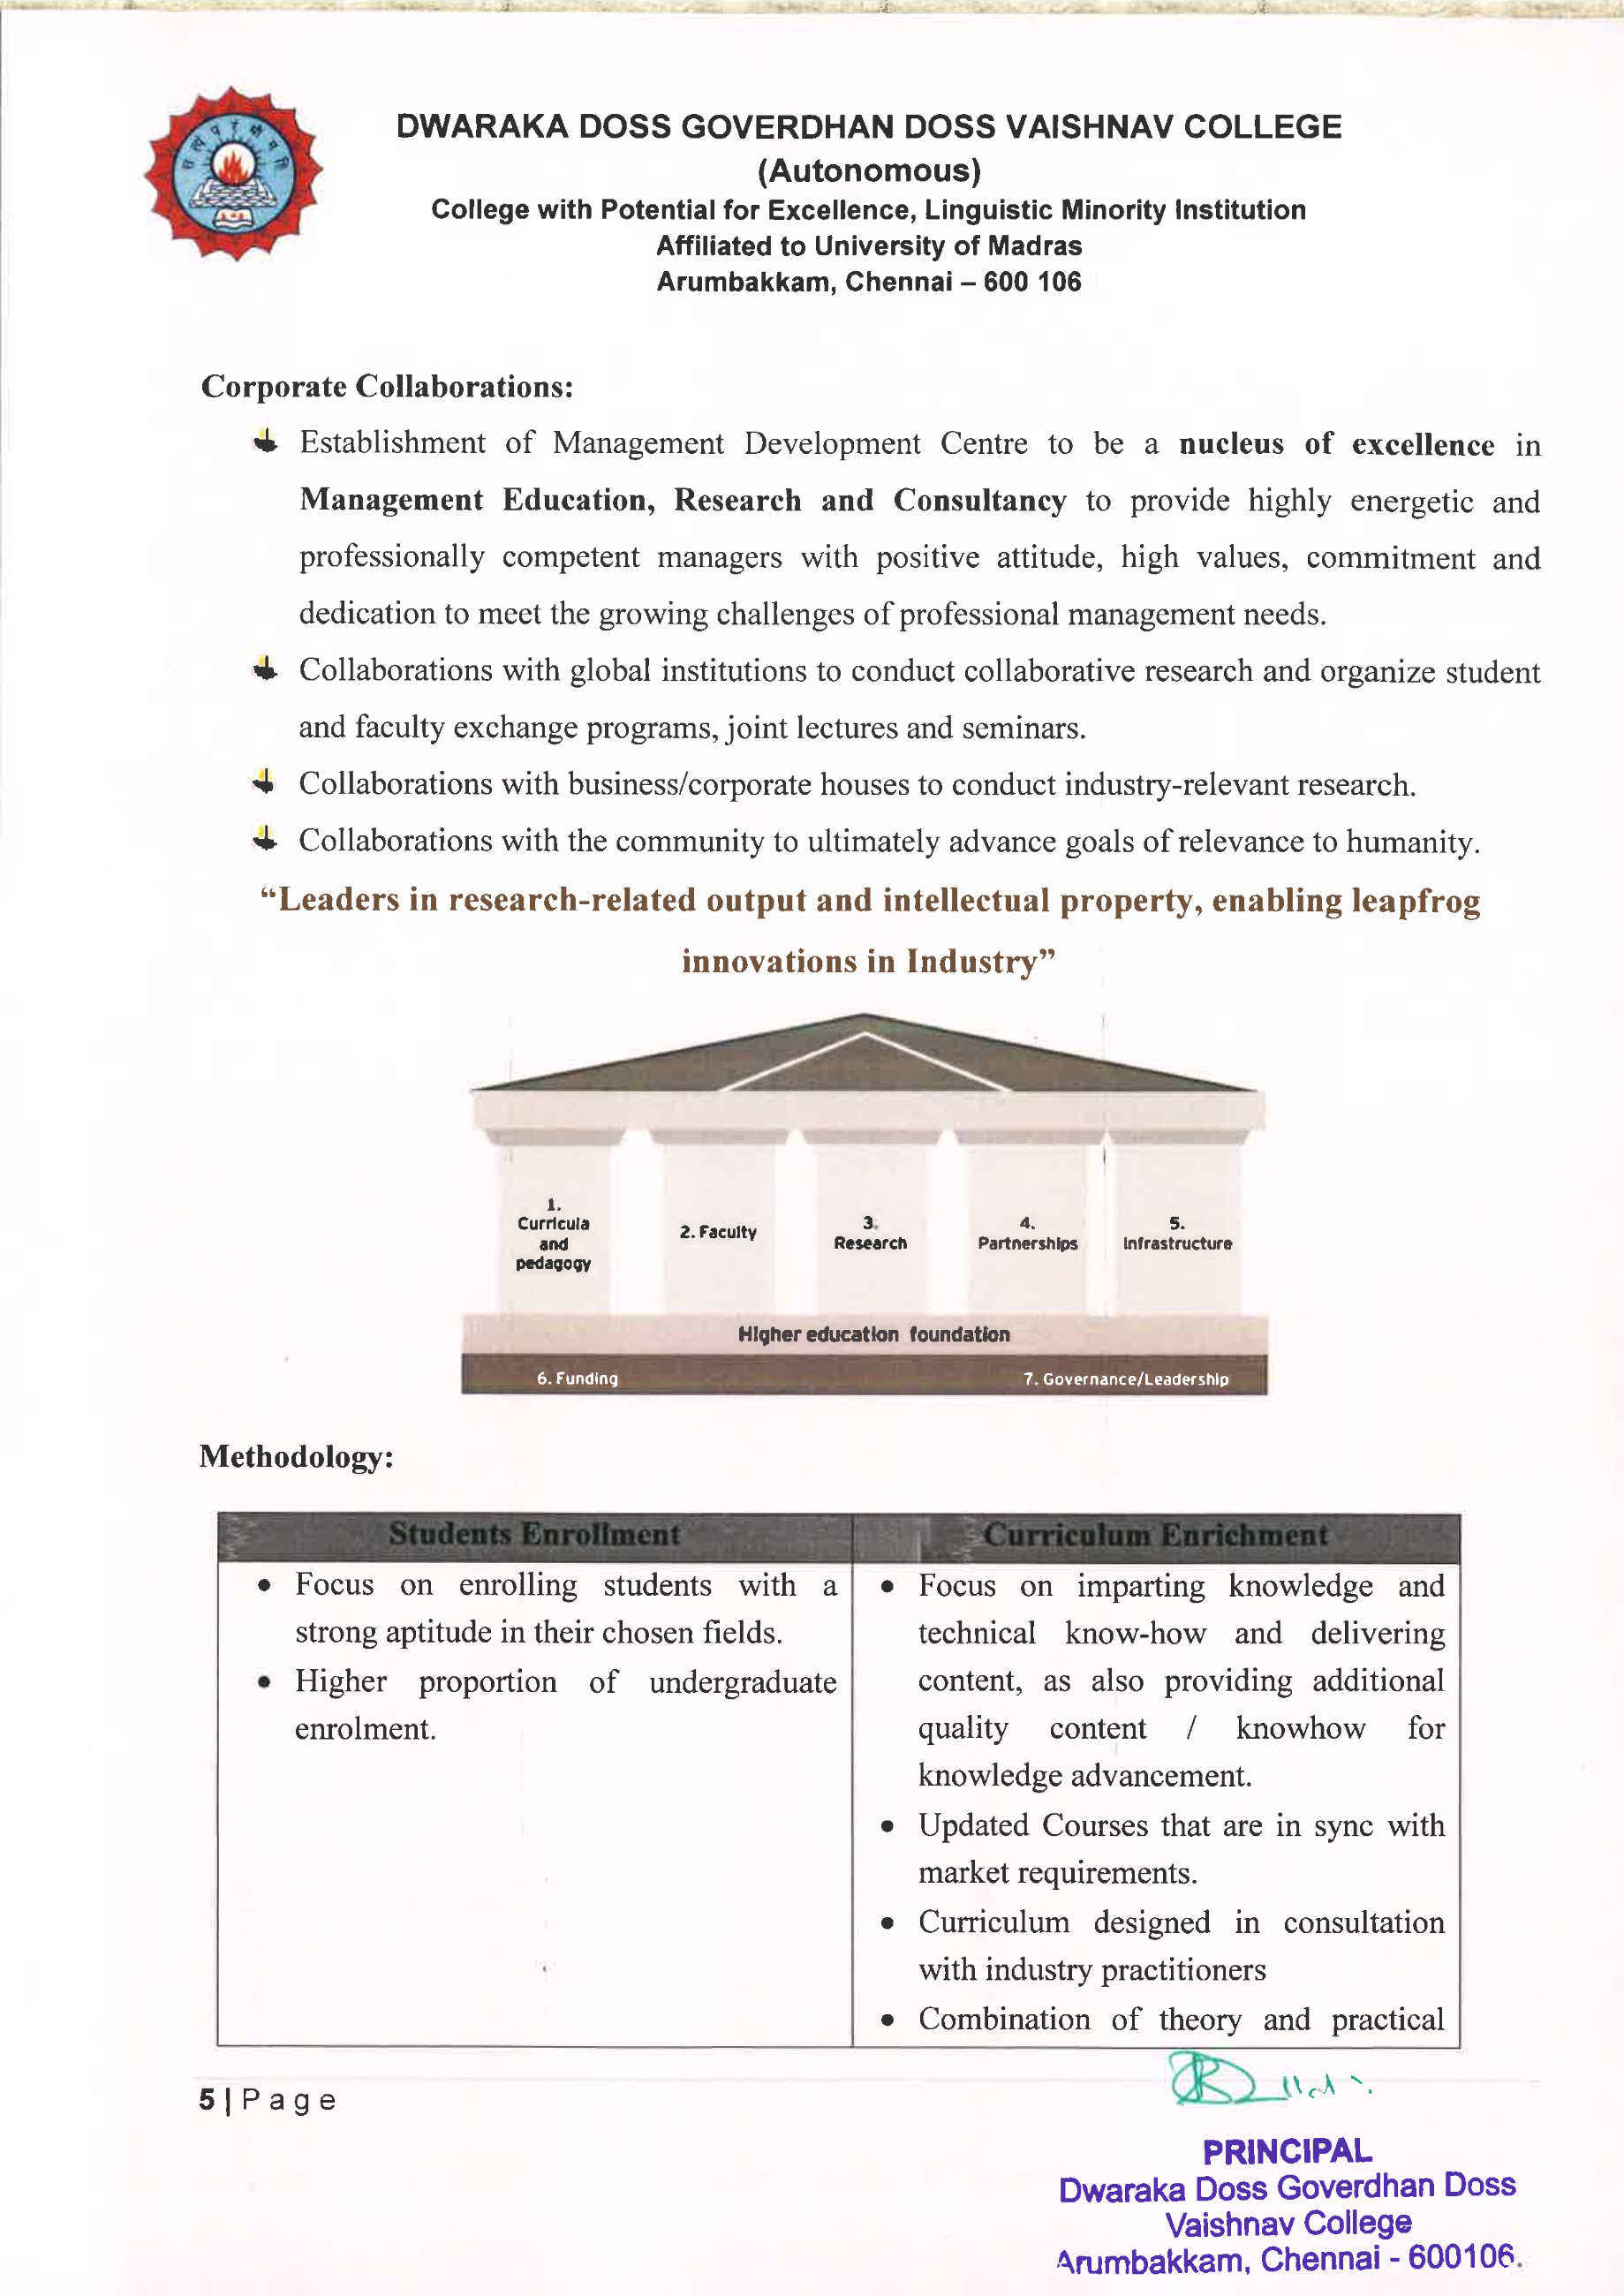 DWARAKA DOSS GOVERDHAN DOSS VAISHNAV COLLEGE
(Autonomous)
College with Potential for Excellence, Linguistic Minority Institution
Affiliated to University of Madras
Arumbakkam, Chennai – 600 106
Corporate Collaborations:
Establishment of Management Development Centre to be a nucleus of excellence in
Management Education, Research and Consultancy to provide highly energetic and
professionally competent managers with positive attitude, high values, commitment and
dedication to meet the growing challenges of professional management needs.
Collaborations with global institutions to conduct collaborative research and organize student
and faculty exchange programs, joint lectures and seminars.
Collaborations with business/corporate houses to conduct industry-relevant research.
Collaborations with the community to ultimately advance goals of relevance to humanity.
“Leaders in research-related output and intellectual property, enabling leapfrog
innovations in Industry”
1.
Curricula
and
pedagogy
2. Faculty
3.
Research
4.
Partnerships
5.
Infrastructure
Higher education foundation
6. Funding
7. Governance/Leadership
Methodology:
Students Enrollment
• Focus on enrolling students with a
strong aptitude in their chosen fields.
• Higher proportion of undergraduate
enrolment.
Curriculum Enrichment
• Focus on imparting knowledge and
technical know-how and delivering
content, as also providing additional
quality content / knowhow for
knowledge advancement.
• Updated Courses that are in sync with
market requirements.
• Curriculum designed in consultation
with industry practitioners
• Combination of theory and practical
5 | Page
PRINCIPAL
Dwaraka Doss Goverdhan Doss
Vaishnav College
Arumbakkam, Chennai - 600106.